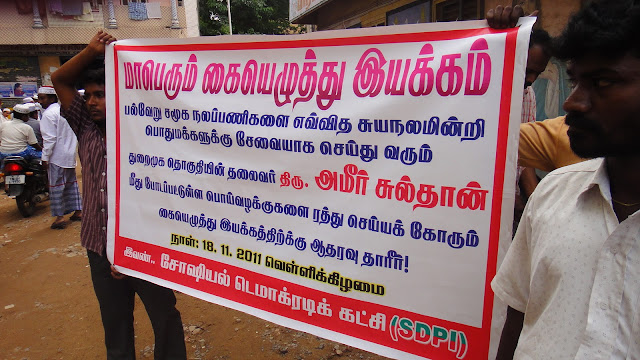 மாபெரும் கையெழுத்து இயக்கம்
பல்வேறு சமூக நலப்பணிகளை எவ்வித சுயநலமின்றி
பொதுமக்களுக்கு சேவையாக செய்து வரும்
துறைமுக தொகுதியின் தலைவர் திரு. அமீர் சுல்தான்
மீது போடப்பட்டுள்ள பொய்வழக்குகளை ரத்து செய்யக் கோரும்
கையெழுத்து இயக்கத்திற்க்கு ஆதரவு தாரீர்!
நாள்: 18. 11. 2011 வெள்ளிக்கிழமை
இவண்.. சோஷியல் டெமாக்ரடிக் கட்சி (SDPI)